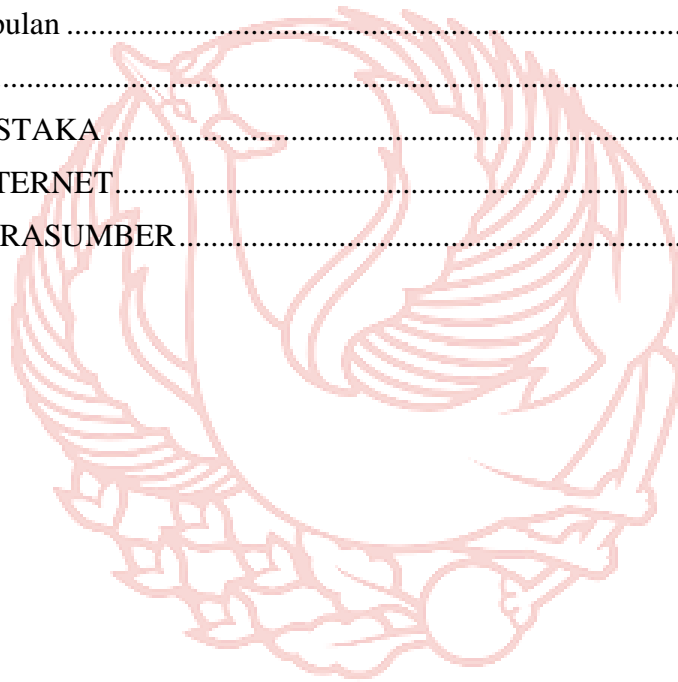 pulan ........................................................................
........................................................................
STAKA ........................................................................
TERNET........................................................................
RASUMBER........................................................................